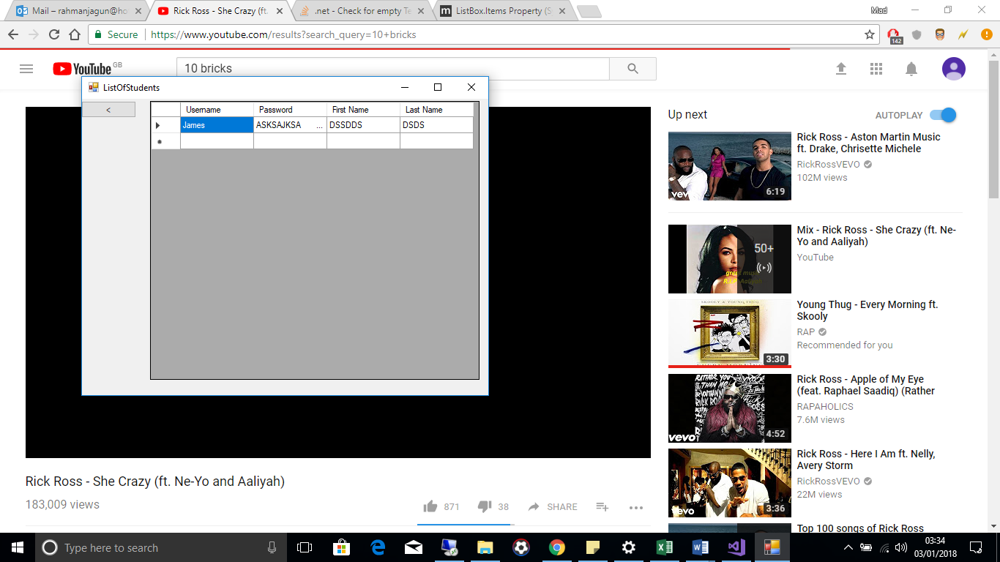 Mail – rahmanjagun@ho
Rick Ross - She Crazy (ft.
.net - Check for empty Te
ListBox.Items Property (S
Mad
Secure
https://www.youtube.com/results?search_query=10+bricks
142
YouTube GB
10 bricks
ListOfStudents
<
Username Password First Name Last Name
James ASKSAJKSA ... DSSDDS DSDS
Up next
AUTOPLAY
Rick Ross - Aston Martin Music
ft. Drake, Chrisette Michele
RickRossVEVO
102M views
vevo
6:19
Mix - Rick Ross - She Crazy (ft. Ne-
Yo and Aaliyah)
YouTube
50+
Young Thug - Every Morning ft.
Skooly
RAP
Recommended for you
SKOOLY & YOUNG THUG
3:30
Rick Ross - Apple of My Eye
(feat. Raphael Saadiq) (Rather
RAPAHOLICS
7.6M views
vevo
4:52
Rick Ross - Here I Am ft. Nelly,
Avery Storm
RickRossVEVO
22M views
vevo
3:36
Top 100 songs of Rick Ross
Rick Ross - She Crazy (ft. Ne-Yo and Aaliyah)
183,009 views
871
38
SHARE
Type here to search
03:34
03/01/2018